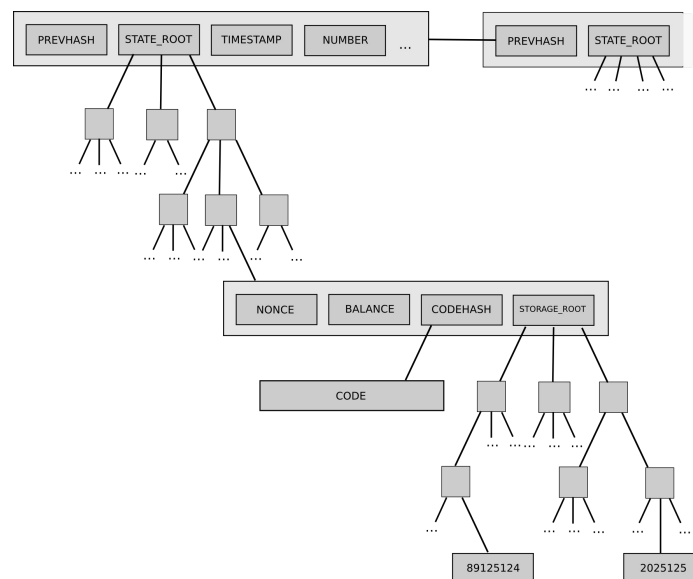 PREVHASH STATE_ROOT TIMESTAMP NUMBER ... PREVHASH STATE_ROOT
... ... ... ...
... ... ... ... ...
... ... ... ... ... ...
NONCE BALANCE CODEHASH STORAGE_ROOT
CODE
... ... ... ...
... ... ... ... ... ...
89125124 2025125